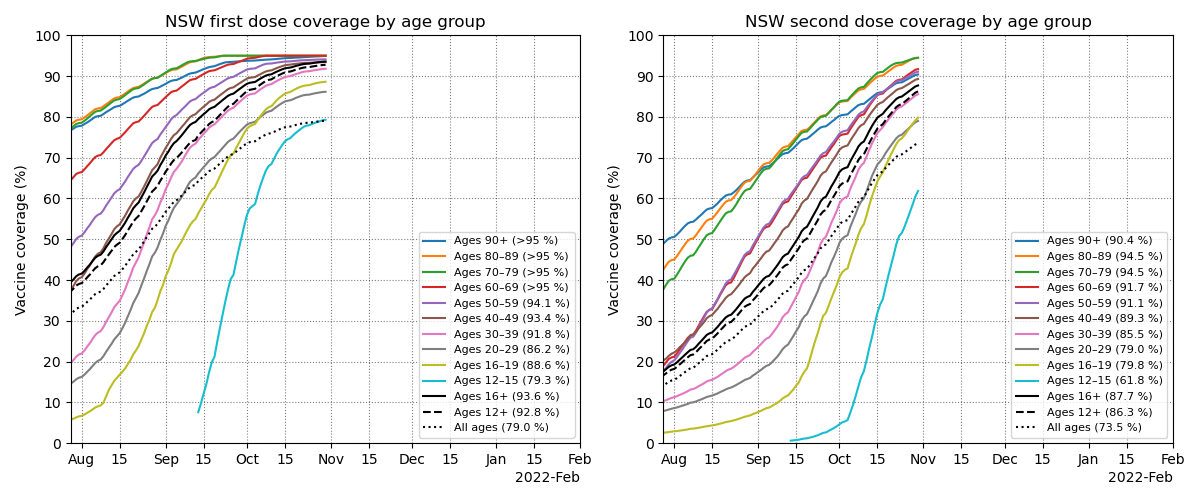 NSW first dose coverage by age group
Vaccine coverage (%)
100
90
80
70
60
50
40
30
20
10
0
Ages 90+ (>95 %)
Ages 80–89 (>95 %)
Ages 70–79 (>95 %)
Ages 60–69 (>95 %)
Ages 50–59 (94.1 %)
Ages 40–49 (93.4 %)
Ages 30–39 (91.8 %)
Ages 20–29 (86.2 %)
Ages 16–19 (88.6 %)
Ages 12–15 (79.3 %)
Ages 16+ (93.6 %)
Ages 12+ (92.8 %)
All ages (79.0 %)
Aug 15 Sep 15 Oct 15 Nov 15 Dec 15 Jan 15 Feb
2022-Feb
NSW second dose coverage by age group
Vaccine coverage (%)
100
90
80
70
60
50
40
30
20
10
0
Ages 90+ (90.4 %)
Ages 80–89 (94.5 %)
Ages 70–79 (94.5 %)
Ages 60–69 (91.7 %)
Ages 50–59 (91.1 %)
Ages 40–49 (89.3 %)
Ages 30–39 (85.5 %)
Ages 20–29 (79.0 %)
Ages 16–19 (79.8 %)
Ages 12–15 (61.8 %)
Ages 16+ (87.7 %)
Ages 12+ (86.3 %)
All ages (73.5 %)
Aug 15 Sep 15 Oct 15 Nov 15 Dec 15 Jan 15 Feb
2022-Feb